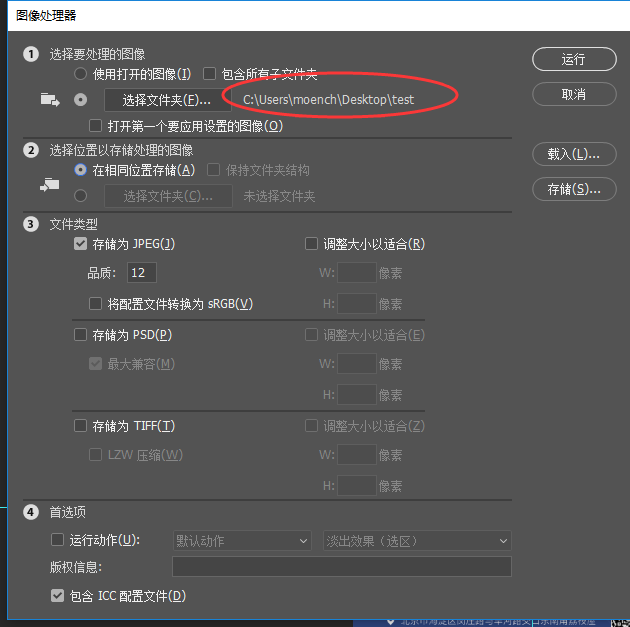 图像处理器
1 选择要处理的图像
使用打开的图像(I) 包含所有子文件夹
选择文件夹(F)... C:\Users\moench\Desktop\test
打开第一个要应用设置的图像(O)
2 选择位置以存储处理的图像
在相同位置存储(A) 保持文件夹结构
选择文件夹(C)... 未选择文件夹
3 文件类型
存储为 JPEG(J) 调整大小以适合(R)
品质: 12 W: 像素
将配置文件转换为 sRGB(V) H: 像素
存储为 PSD(P) 调整大小以适合(E)
最大兼容(M) W: 像素
H: 像素
存储为 TIFF(T) 调整大小以适合(Z)
LZW 压缩(W) W: 像素
H: 像素
4 首选项
运行动作(U): 默认动作 淡出效果（选区）
版权信息:
包含 ICC 配置文件(D)
运行
取消
载入(L)...
存储(S)...